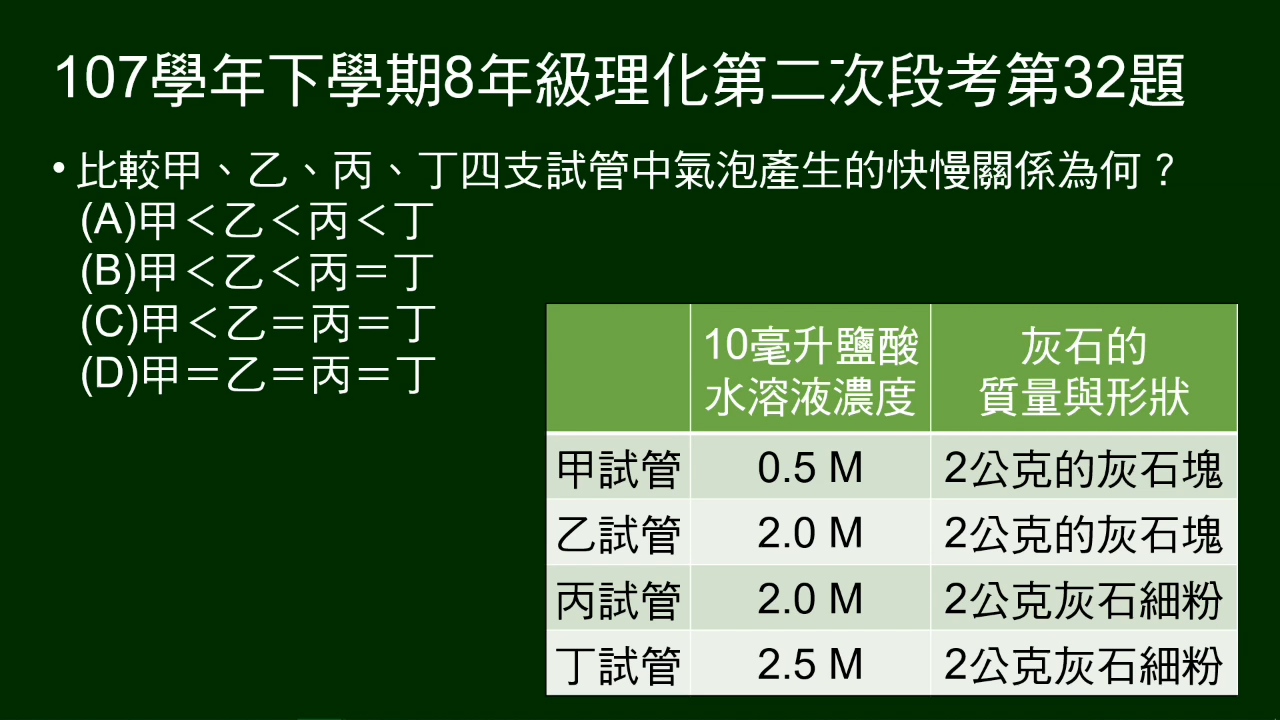 107學年下學期8年級理化第二次段考第32題
• 比較甲、乙、丙、丁四支試管中氣泡產生的快慢關係為何？
(A)甲＜乙＜丙＜丁
(B)甲＜乙＜丙＝丁
(C)甲＜乙＝丙＝丁
(D)甲＝乙＝丙＝丁
10毫升鹽酸
水溶液濃度
灰石的
質量與形狀
甲試管 0.5 M 2公克的灰石塊
乙試管 2.0 M 2公克的灰石塊
丙試管 2.0 M 2公克灰石細粉
丁試管 2.5 M 2公克灰石細粉